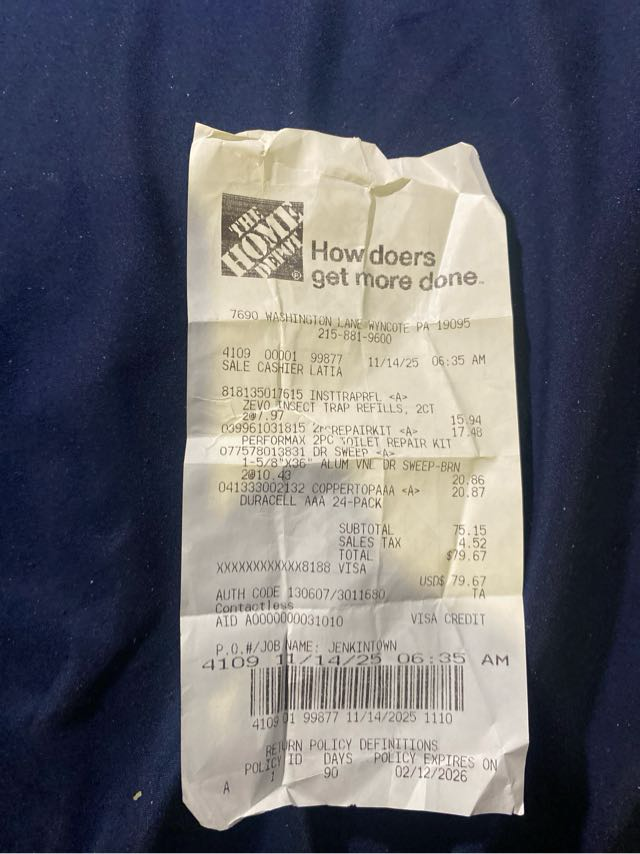 THE HOME DEPOT ®
How doers
get more done™
7690 WASHINGTON LANE WYNCOTE PA 19095
215-881-9600
4109 00001 99877 11/14/25 06:35 AM
SALE CASHIER LATIA
818135017615 INSTTRAPRFL <A>
ZEVO INSECT TRAP REFILLS, 2CT
2@7.97 15.94
039961031815 2PCREPAIRKIT <A> 17.48
PERFORMAX 2PC TOILET REPAIR KIT
077578013831 DR SWEEP <A>
1-5/8"X36" ALUM VNL DR SWEEP-BRN
2@10.43 20.86
041333002132 COPPERTOPAAA <A> 20.87
DURACELL AAA 24-PACK
SUBTOTAL 75.15
SALES TAX 4.52
TOTAL $79.67
XXXXXXXXXXXX8188 VISA
USD$ 79.67
AUTH CODE 130607/3011680 TA
Contactless
AID A0000000031010 VISA CREDIT
P.O.#/JOB NAME: JENKINTOWN
4109 11/14/25 06:35 AM
4109 01 99877 11/14/2025 1110
RETURN POLICY DEFINITIONS
POLICY ID DAYS POLICY EXPIRES ON
A 1 90 02/12/2026